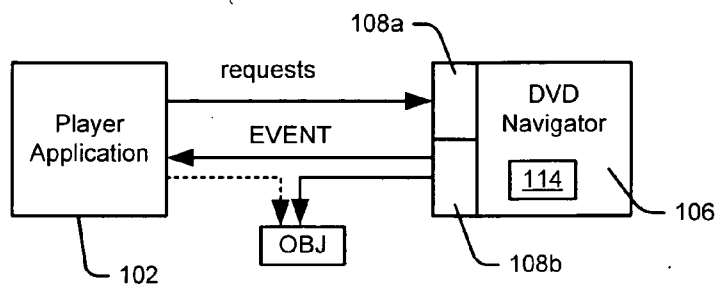 108a
requests
DVD
Navigator
Player
Application
EVENT
114
106
OBJ
102
108b